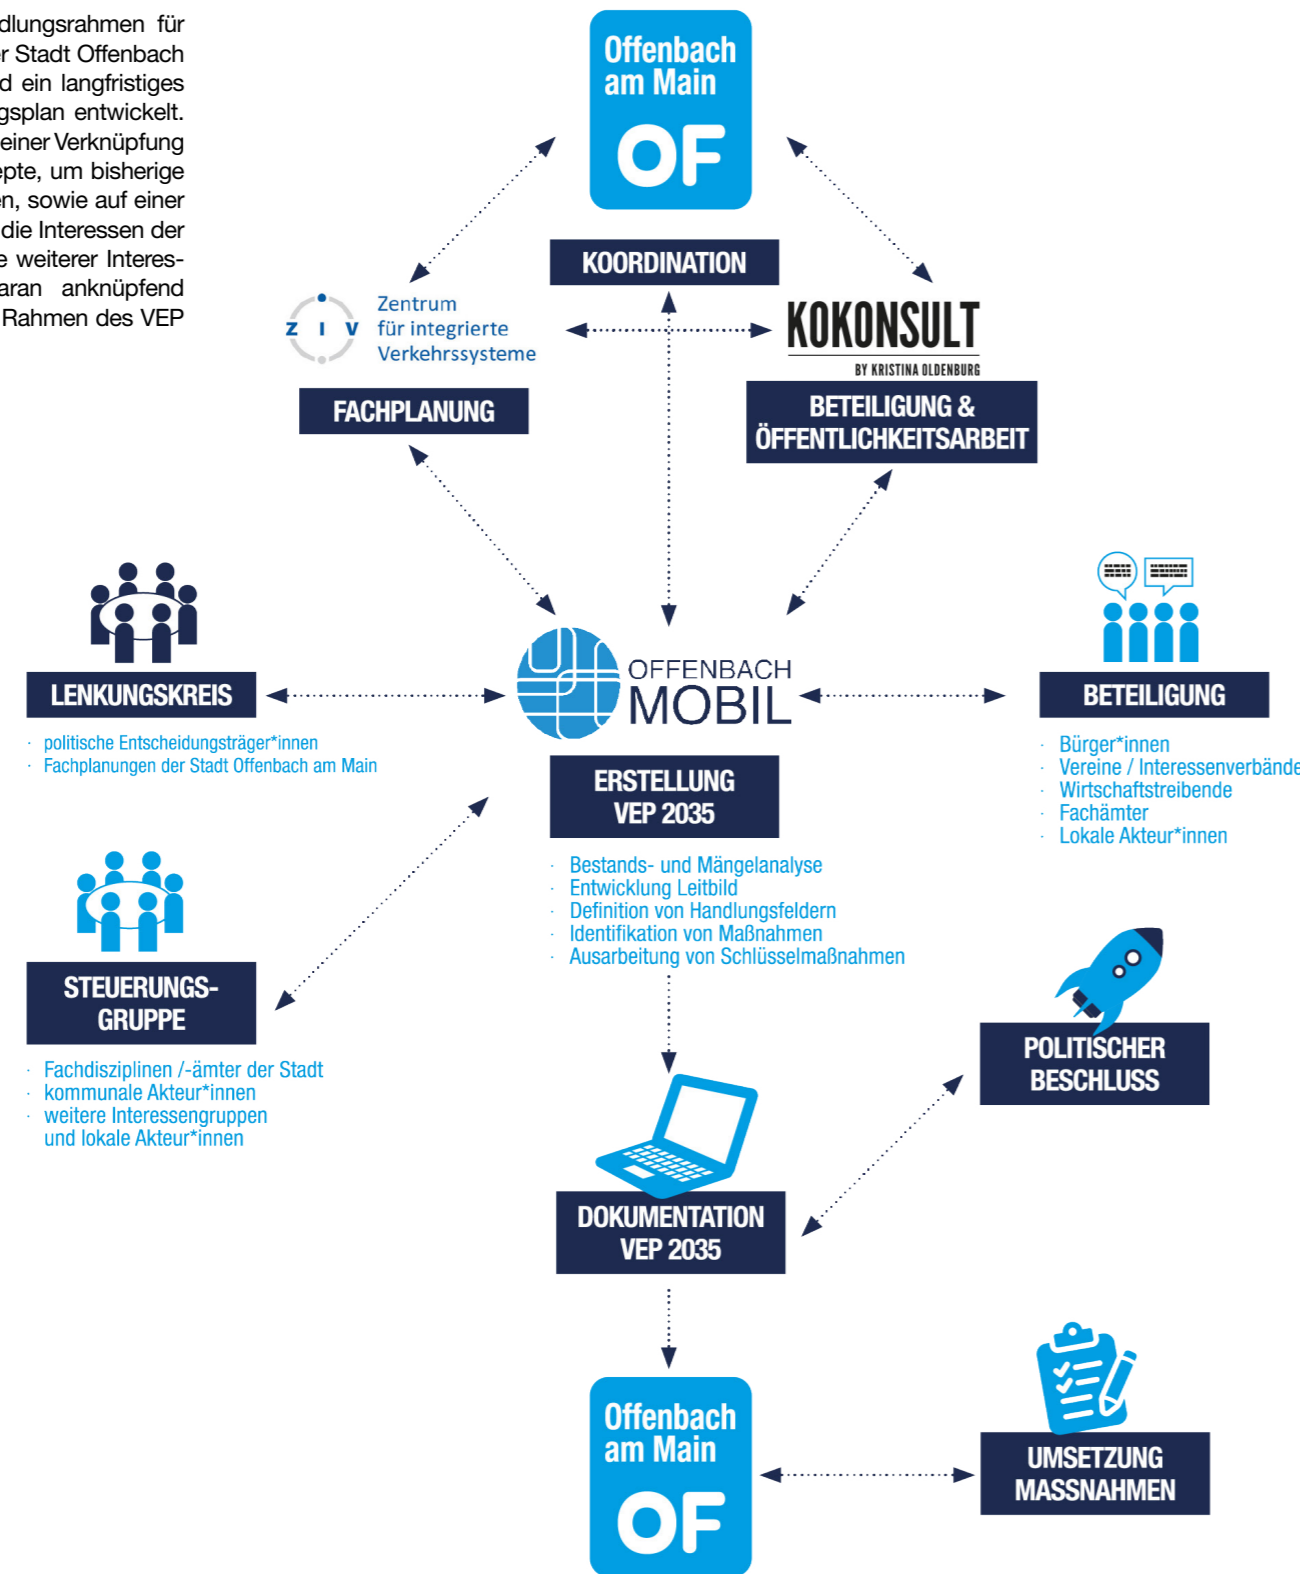 dlungsrahmen für
er Stadt Offenbach
d ein langfristiges
gsplan entwickelt.
einer Verknüpfung
epte, um bisherige
en, sowie auf einer
die Interessen der
e weiterer Interes-
aran anknüpfend
Rahmen des VEP
Offenbach
am Main
OF
KOORDINATION
Z I V
Zentrum
für integrierte
Verkehrssysteme
FACHPLANUNG
KOKONSULT
BY KRISTINA OLDENBURG
BETEILIGUNG &
ÖFFENTLICHKEITSARBEIT
LENKUNGSKREIS
· politische Entscheidungsträger*innen
· Fachplanungen der Stadt Offenbach am Main
OFFENBACH
MOBIL
ERSTELLUNG
VEP 2035
· Bestands- und Mängelanalyse
· Entwicklung Leitbild
· Definition von Handlungsfeldern
· Identifikation von Maßnahmen
· Ausarbeitung von Schlüsselmaßnahmen
BETEILIGUNG
· Bürger*innen
· Vereine / Interessenverbände
· Wirtschaftstreibende
· Fachämter
· Lokale Akteur*innen
STEUERUNGS-
GRUPPE
· Fachdisziplinen /-ämter der Stadt
· kommunale Akteur*innen
· weitere Interessengruppen
und lokale Akteur*innen
POLITISCHER
BESCHLUSS
DOKUMENTATION
VEP 2035
Offenbach
am Main
OF
UMSETZUNG
MASSNAHMEN